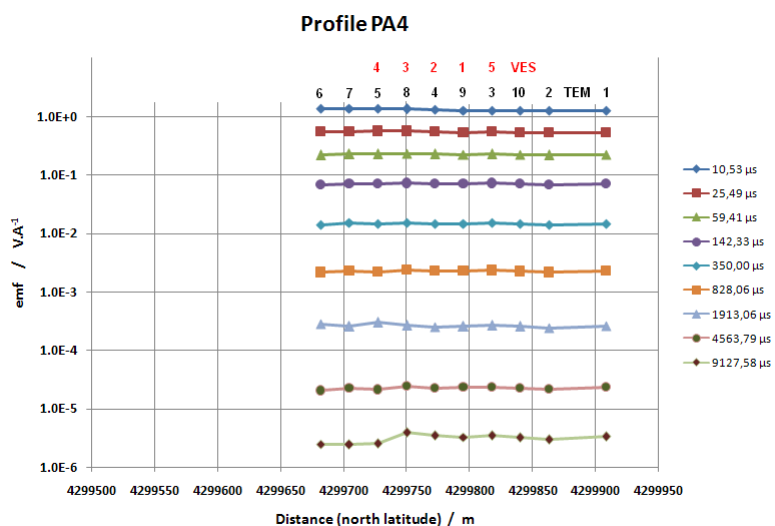 Profile PA4
4 3 2 1 5 VES
6 7 5 8 4 9 3 10 2 TEM 1
1.0E+0
1.0E-1
1.0E-2
1.0E-3
1.0E-4
1.0E-5
1.0E-6
emf / V.A-1
4299500 4299550 4299600 4299650 4299700 4299750 4299800 4299850 4299900 4299950
Distance (north latitude) / m
10,53 µs
25,49 µs
59,41 µs
142,33 µs
350,00 µs
828,06 µs
1913,06 µs
4563,79 µs
9127,58 µs